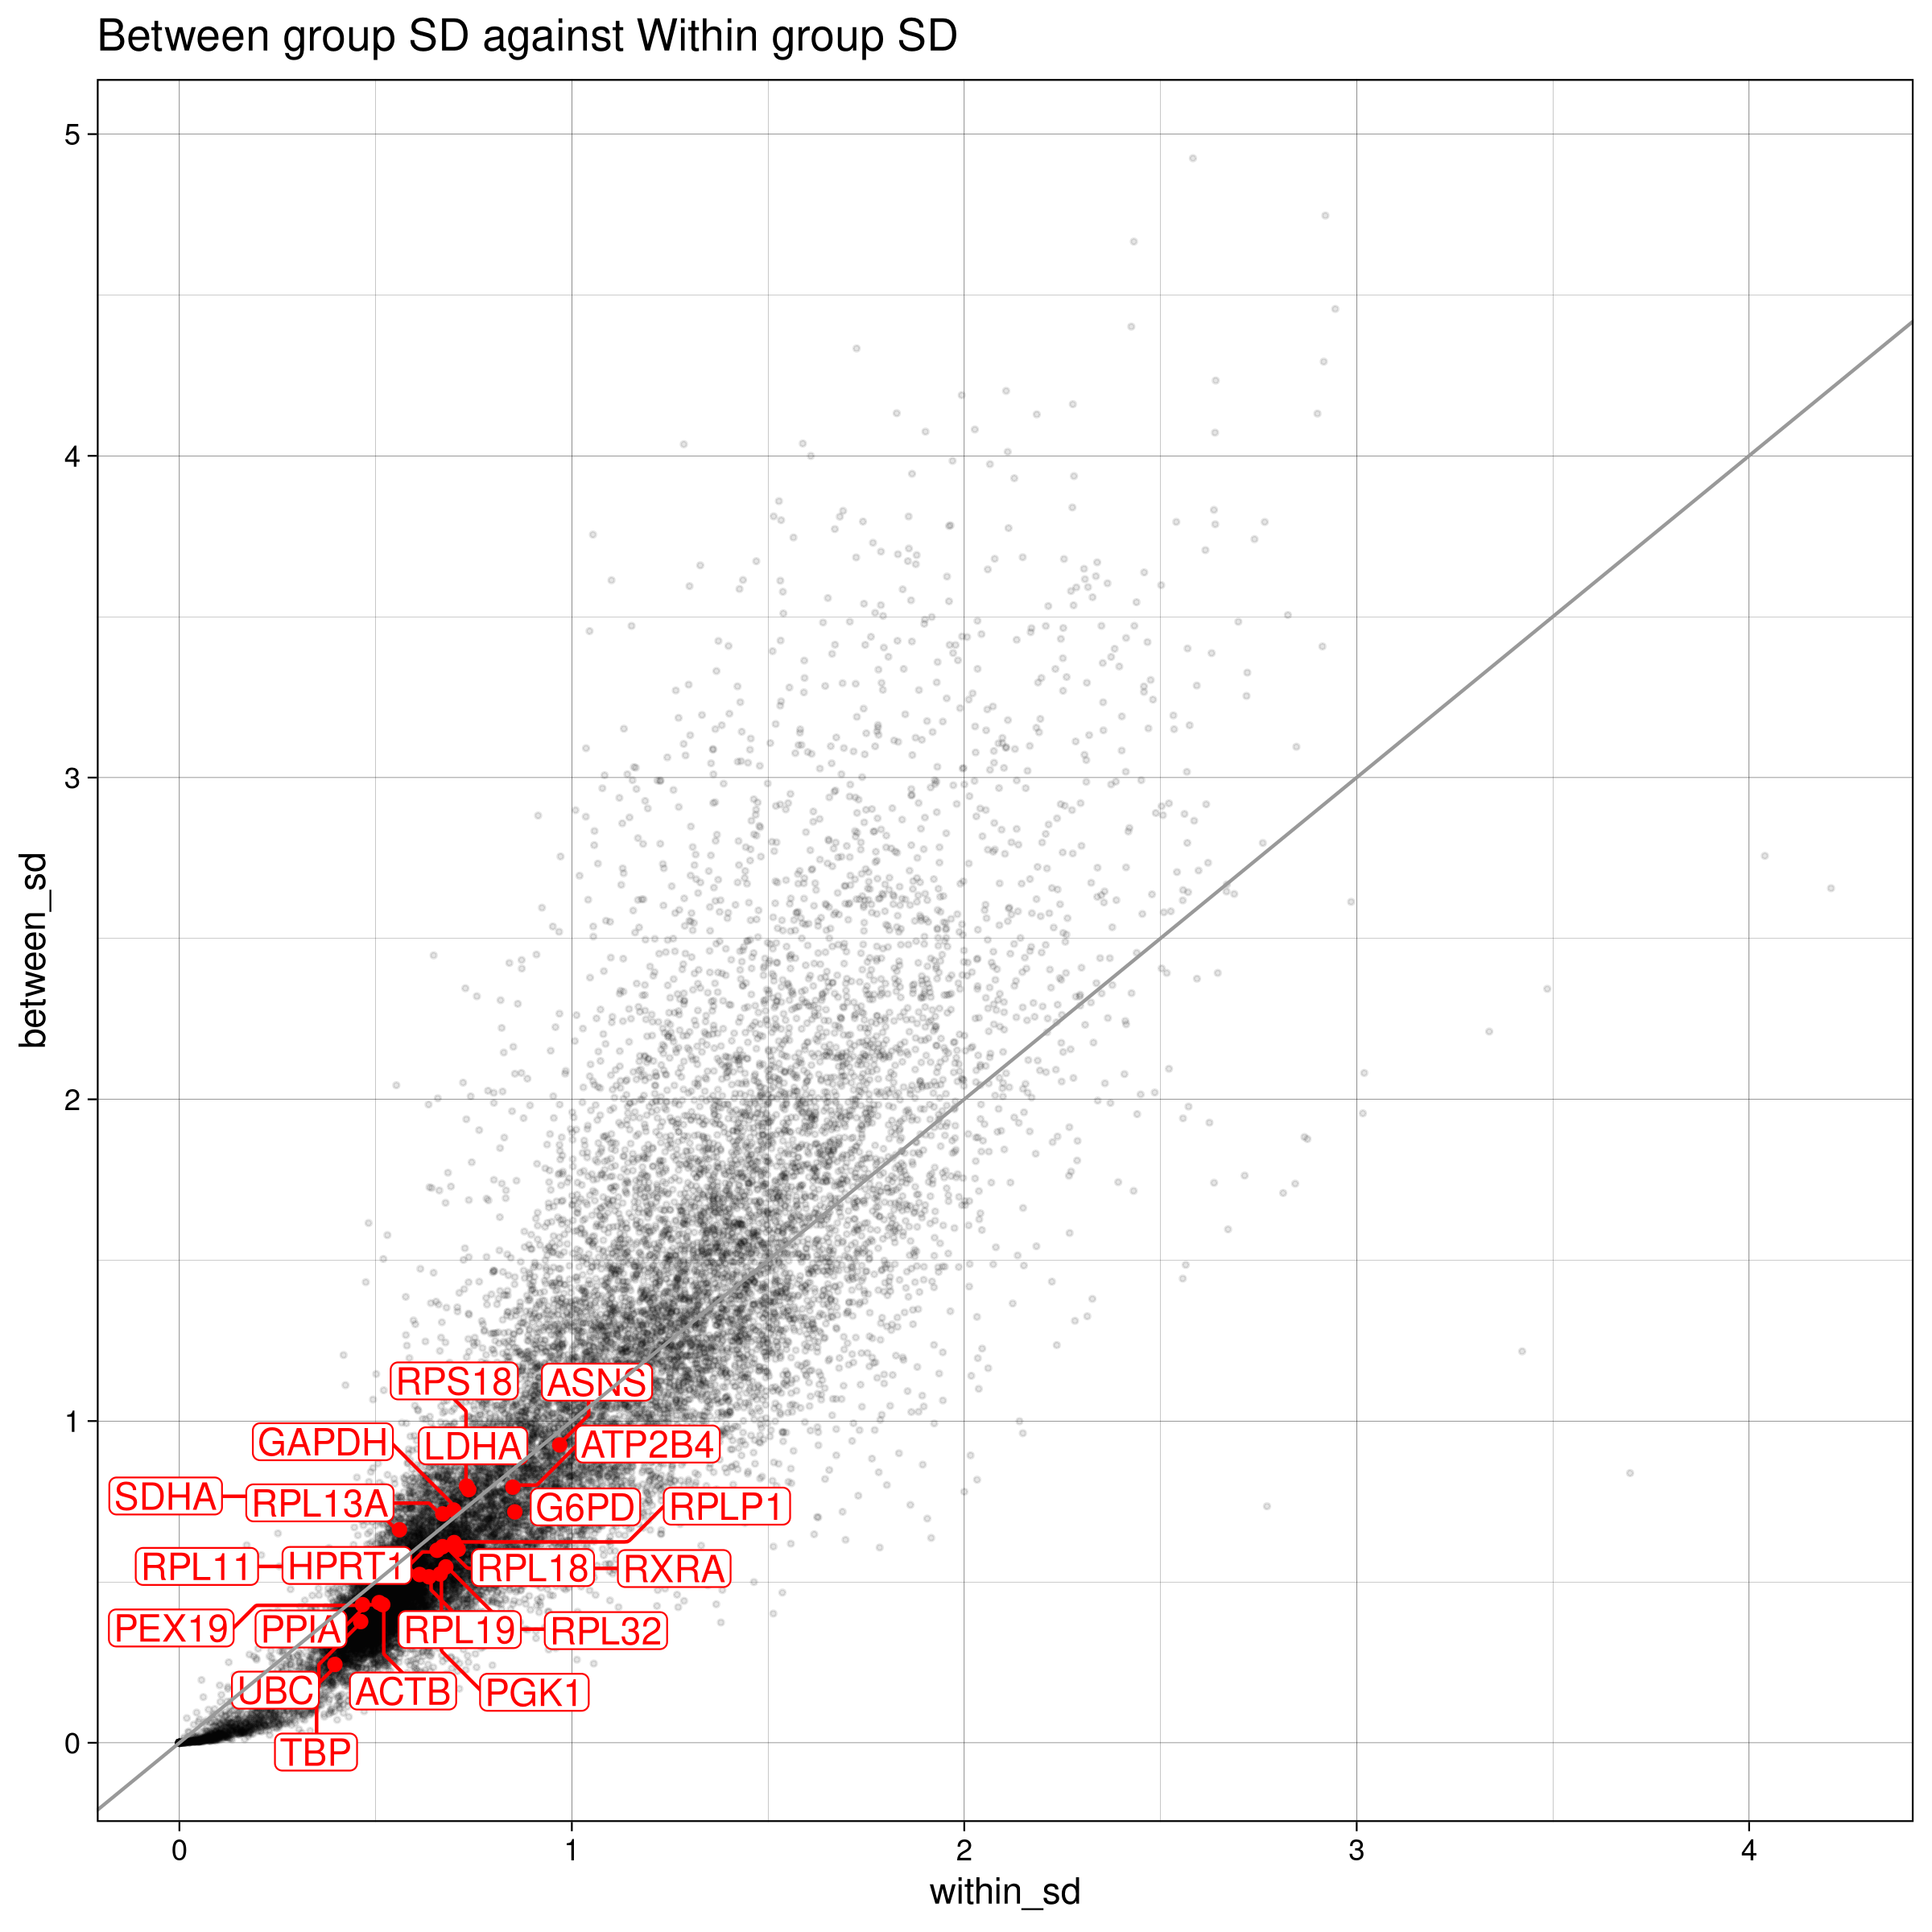 Between group SD against Within group SD
5
4
3
2
1
0
between_sd
RPS18
ASNS
GAPDH
LDHA
ATP2B4
SDHA
RPL13A
G6PD
RPLP1
RPL11
HPRT1
RPL18
RXRA
PEX19
PPIA
RPL19
RPL32
UBC
ACTB
PGK1
TBP
0
1
2
3
4
within_sd